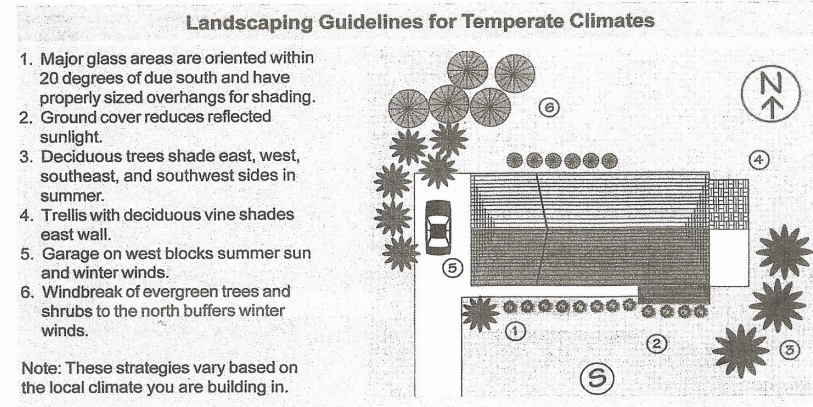 Landscaping Guidelines for Temperate Climates
1. Major glass areas are oriented within
20 degrees of due south and have
properly sized overhangs for shading.
2. Ground cover reduces reflected
sunlight.
3. Deciduous trees shade east, west,
southeast, and southwest sides in
summer.
4. Trellis with deciduous vine shades
east wall.
5. Garage on west blocks summer sun
and winter winds.
6. Windbreak of evergreen trees and
shrubs to the north buffers winter
winds.
Note: These strategies vary based on
the local climate you are building in.
N
6
4
5
1
2
3
S